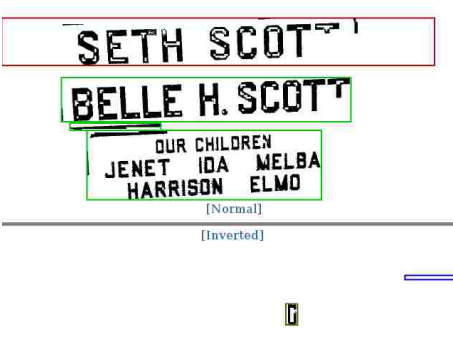 SETH SCOTT
BELLE H. SCOTT
OUR CHILDREN
JENET IDA MELBA
HARRISON ELMO
[Normal]
[Inverted]